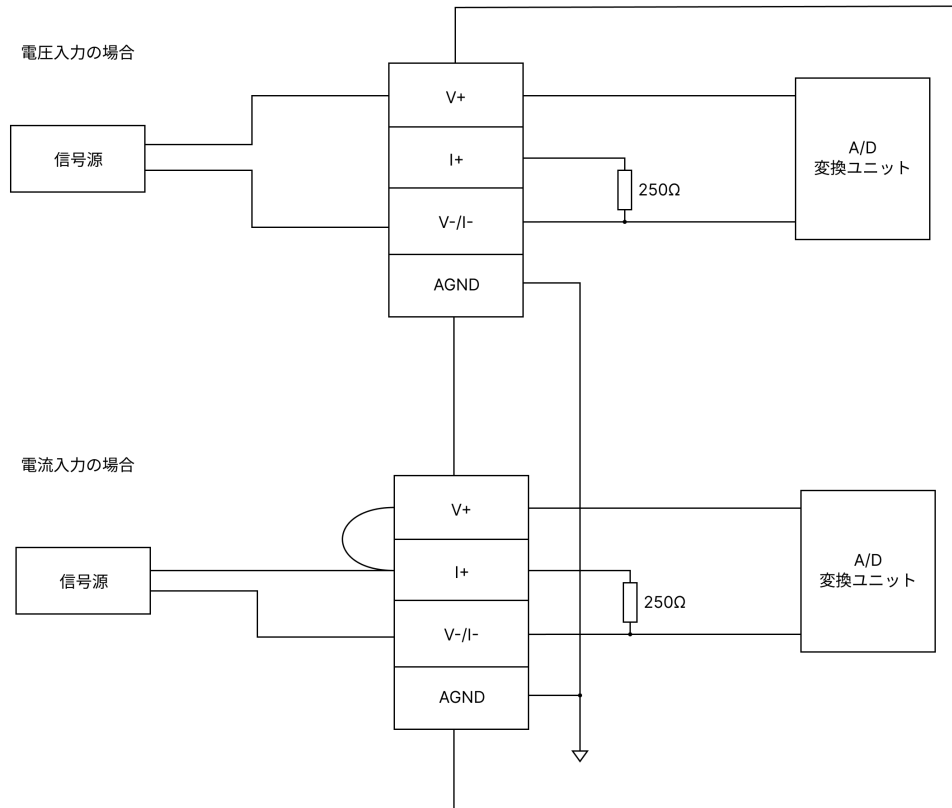 電圧入力の場合
信号源
V+
I+
V-/I-
AGND
250Ω
A/D
変換ユニット
電流入力の場合
信号源
V+
I+
V-/I-
AGND
250Ω
A/D
変換ユニット